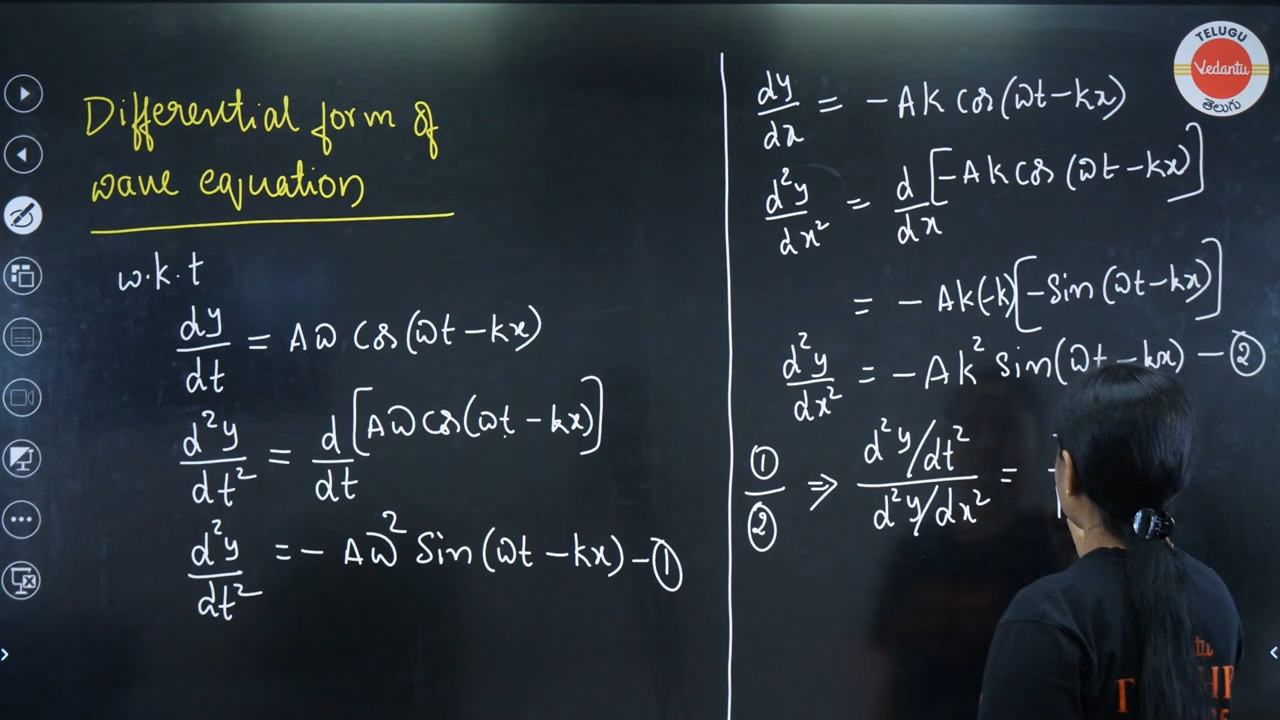 Differential form of
wave equation
w.k.t
dy/dt = Aω Cos(ωt – kx)
d²y/dt² = d/dt [Aω Cos(ωt – kx)]
d²y/dt² = – Aω² Sin(ωt – kx) – ①
dy/dx = – Ak Cos(ωt – kx)
d²y/dx² = d/dx [– Ak Cos(ωt – kx)]
= – Ak(-k)[– Sin(ωt – kx)]
d²y/dx² = – Ak² Sin(ωt – kx) – ②
①/② ⇒ (d²y/dt²)/(d²y/dx²) =
TELUGU
Vedantu
తెలుగు